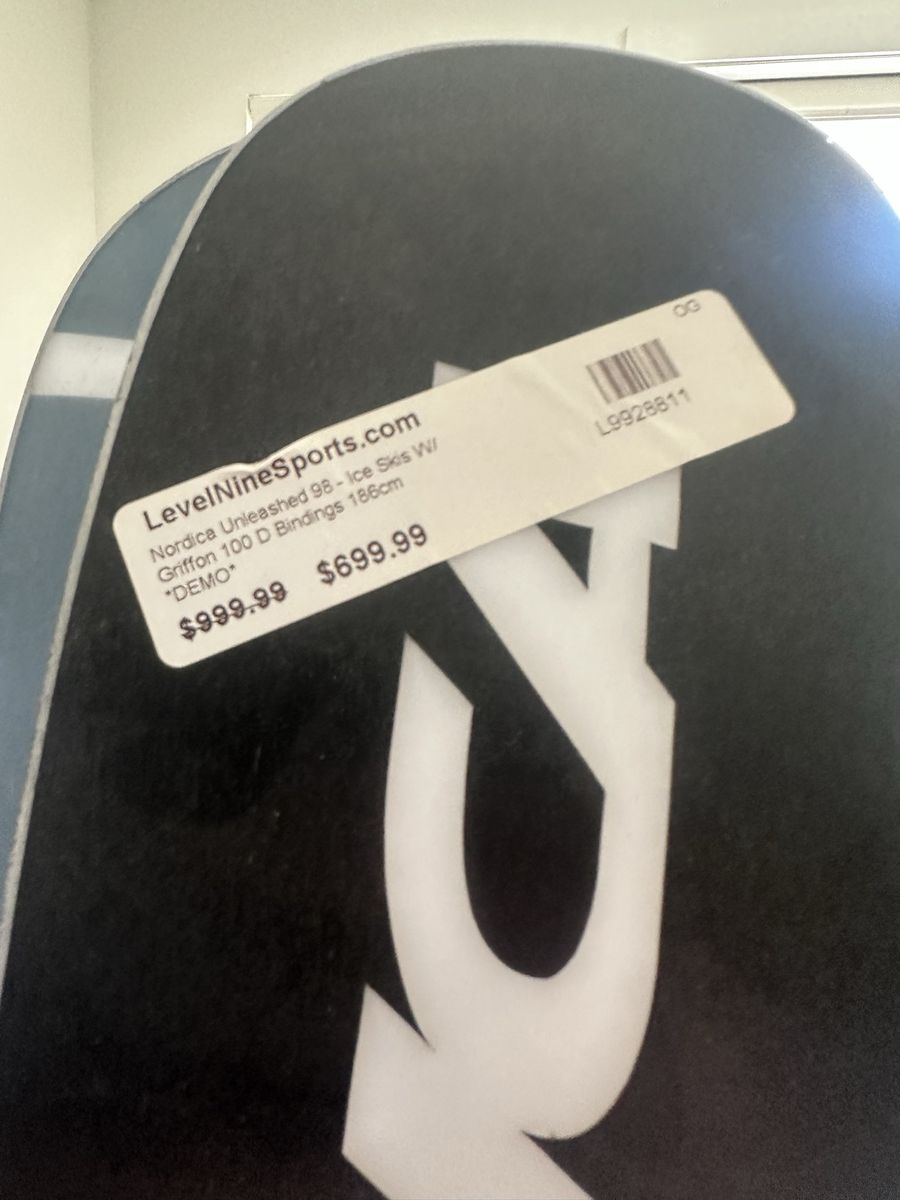 OG
L9928811
LevelNineSports.com
Nordica Unleashed 98 - Ice Skis W/
Griffon 100 D Bindings 186cm
*DEMO*
$999.99 $699.99